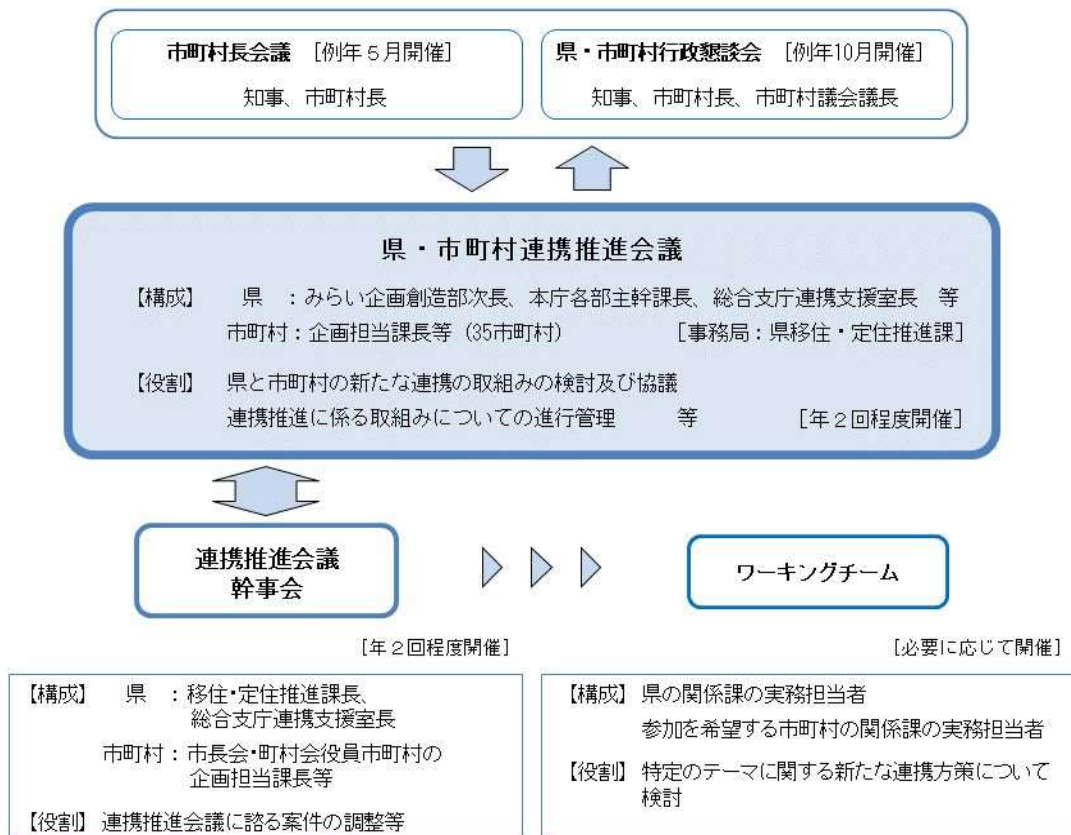 市町村長会議 [例年5月開催]
知事、市町村長
県・市町村行政懇談会 [例年10月開催]
知事、市町村長、市町村議会議長
県・市町村連携推進会議
【構成】 県 : みらい企画創造部次長、本庁各部主幹課長、総合支庁連携支援室長 等
市町村 : 企画担当課長等 (35市町村) [事務局 : 県移住・定住推進課]
【役割】 県と市町村の新たな連携の取組みの検討及び協議
連携推進に係る取組みについての進行管理 等 [年2回程度開催]
連携推進会議
幹事会
ワーキングチーム
[年2回程度開催]
[必要に応じて開催]
【構成】 県 : 移住・定住推進課長、
総合支庁連携支援室長
市町村 : 市長会・町村会役員市町村の
企画担当課長等
【役割】 連携推進会議に諮る案件の調整等
【構成】 県の関係課の実務担当者
参加を希望する市町村の関係課の実務担当者
【役割】 特定のテーマに関する新たな連携方策について
検討